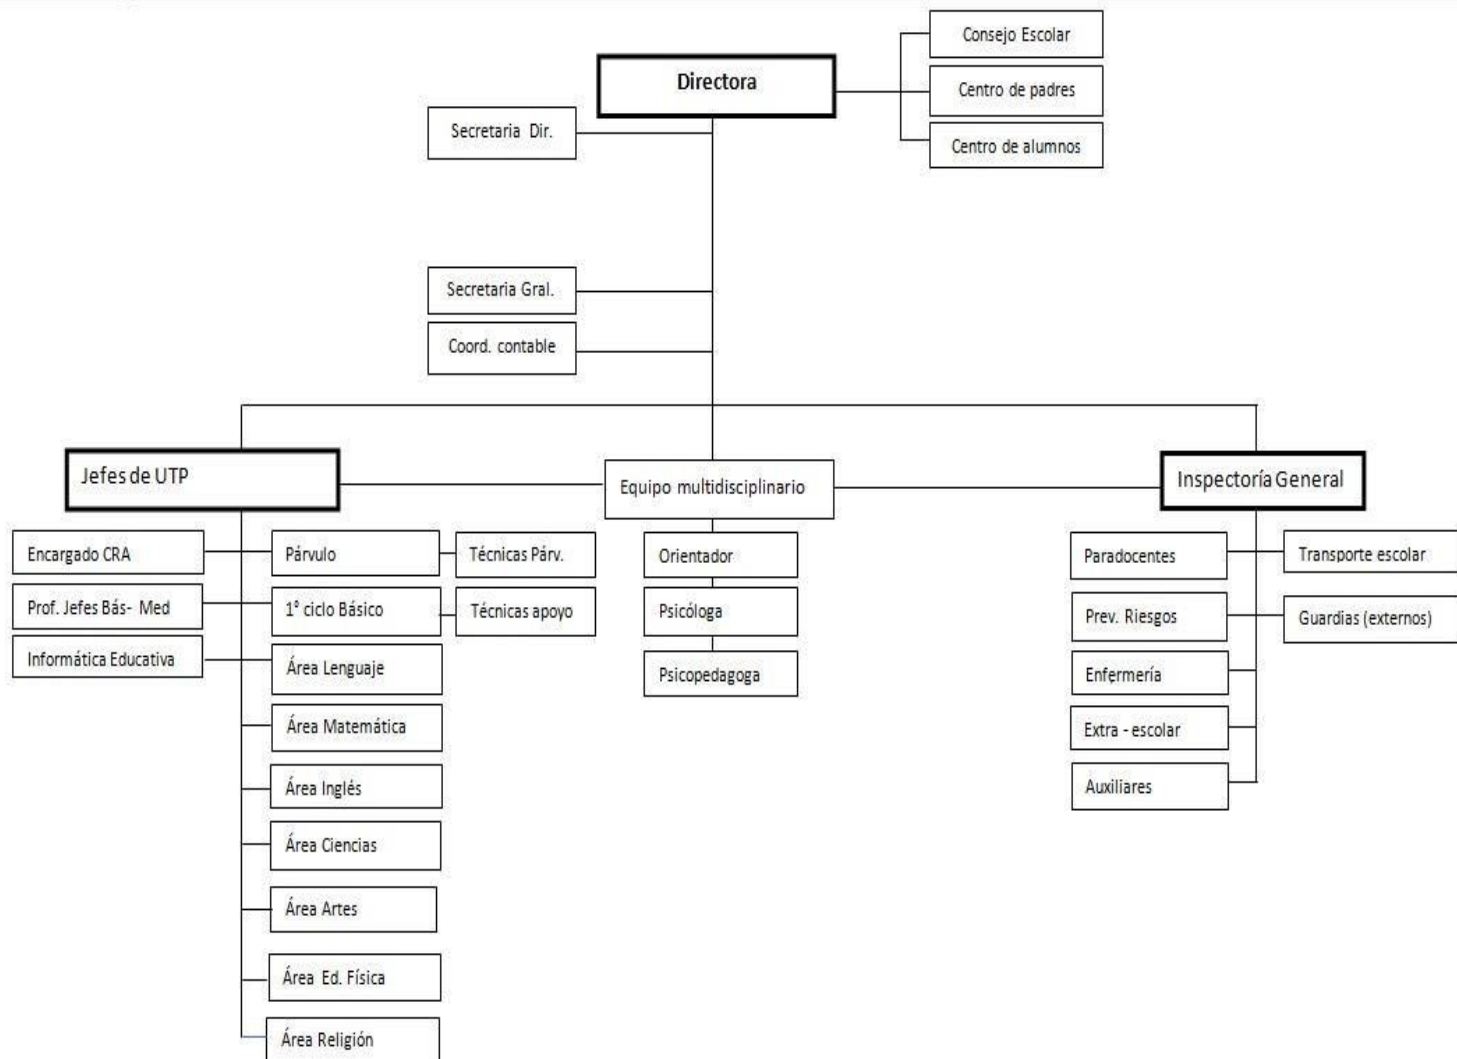 Consejo Escolar
Directora
Centro de padres
Secretaria Dir.
Centro de alumnos
Secretaria Gral.
Coord. contable
Jefes de UTP
Equipo multidisciplinario
Inspectoría General
Encargado CRA
Párvulo
Técnicas Párv.
Orientador
Paradocentes
Transporte escolar
Prof. Jefes Bás- Med
1° ciclo Básico
Técnicas apoyo
Psicóloga
Prev. Riesgos
Guardias (externos)
Informática Educativa
Área Lenguaje
Psicopedagoga
Enfermería
Área Matemática
Extra - escolar
Área Inglés
Auxiliares
Área Ciencias
Área Artes
Área Ed. Física
Área Religión